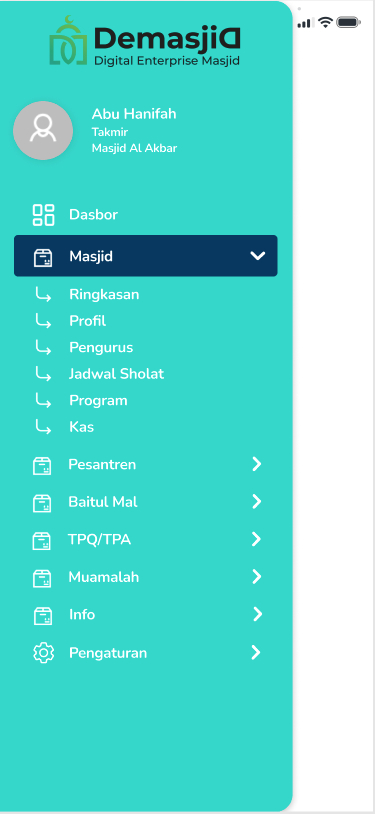 Demasjid
Digital Enterprise Masjid
Abu Hanifah
Takmir
Masjid Al Akbar
Dasbor
Masjid
Ringkasan
Profil
Pengurus
Jadwal Sholat
Program
Kas
Pesantren
Baitul Mal
TPQ/TPA
Muamalah
Info
Pengaturan